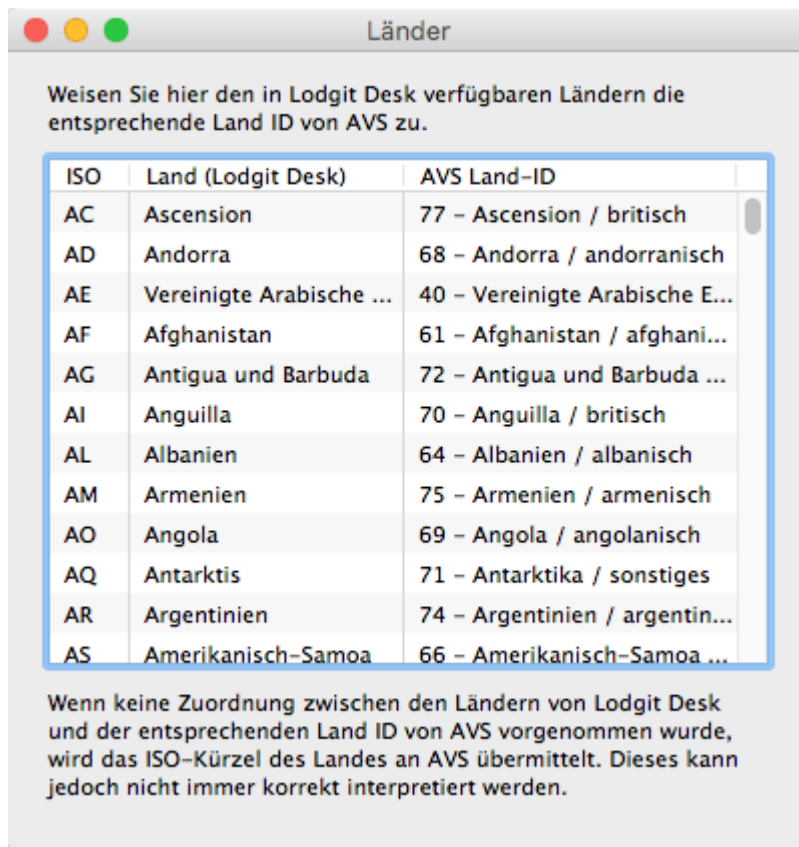 Länder
Weisen Sie hier den in Lodgit Desk verfügbaren Ländern die
entsprechende Land ID von AVS zu.
ISO Land (Lodgit Desk) AVS Land-ID
AC Ascension 77 – Ascension / britisch
AD Andorra 68 – Andorra / andorranisch
AE Vereinigte Arabische ... 40 – Vereinigte Arabische E...
AF Afghanistan 61 – Afghanistan / afghani...
AG Antigua und Barbuda 72 – Antigua und Barbuda ...
AI Anguilla 70 – Anguilla / britisch
AL Albanien 64 – Albanien / albanisch
AM Armenien 75 – Armenien / armenisch
AO Angola 69 – Angola / angolanisch
AQ Antarktis 71 – Antarktika / sonstiges
AR Argentinien 74 – Argentinien / argentin...
AS Amerikanisch-Samoa 66 – Amerikanisch-Samoa ...
Wenn keine Zuordnung zwischen den Ländern von Lodgit Desk
und der entsprechenden Land ID von AVS vorgenommen wurde,
wird das ISO-Kürzel des Landes an AVS übermittelt. Dieses kann
jedoch nicht immer korrekt interpretiert werden.